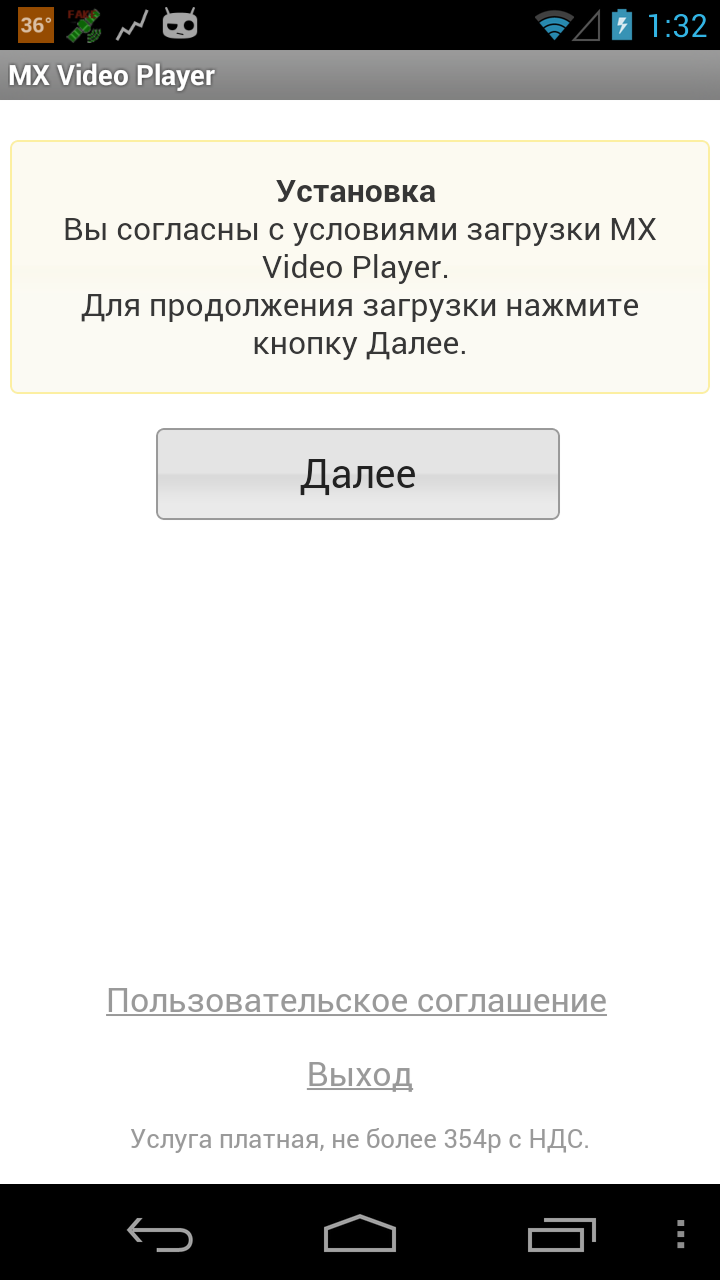 36°
FAKE
1:32
MX Video Player
Установка
Вы согласны с условиями загрузки MX
Video Player.
Для продолжения загрузки нажмите
кнопку Далее.
Далее
Пользовательское соглашение
Выход
Услуга платная, не более 354р с НДС.